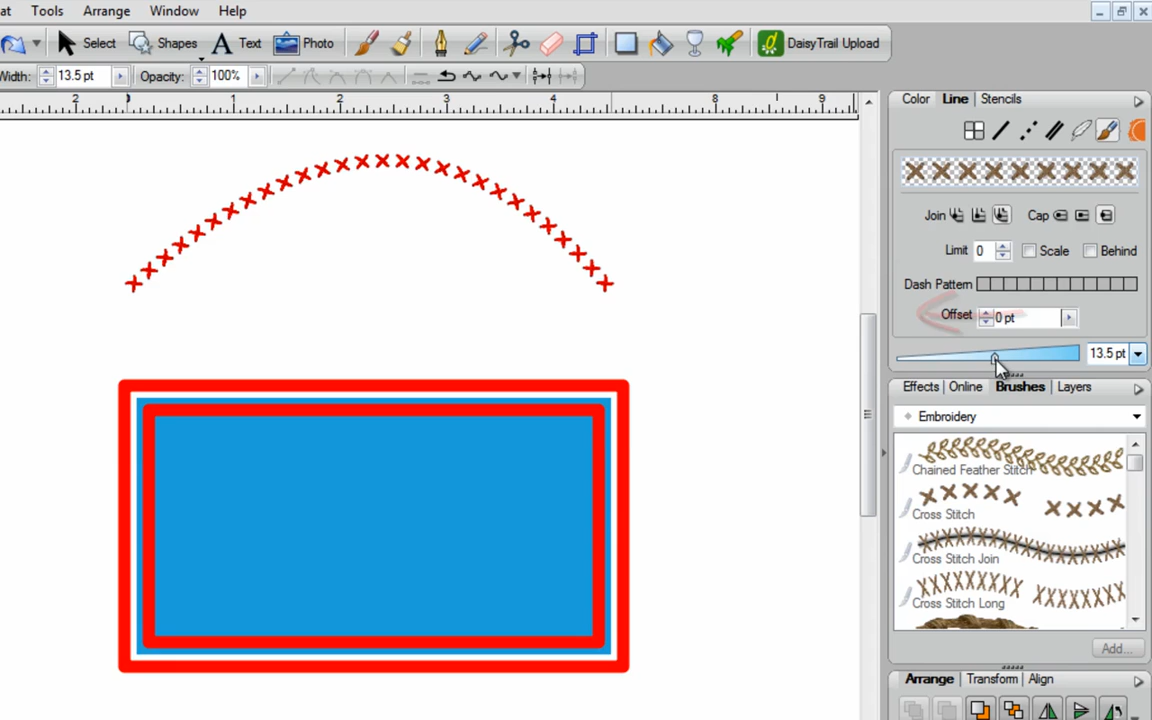 at Tools Arrange Window Help
Select Shapes A Text Photo DaisyTrail Upload
Width: 13.5 pt Opacity: 100%
2 1 2 3 4 8 9
Color Line Stencils
Join Cap
Limit 0 Scale Behind
Dash Pattern
Offset 0 pt
13.5 pt
Effects Online Brushes Layers
Embroidery
Chained Feather Stitch
Cross Stitch
Cross Stitch Join
Cross Stitch Long
Add...
Arrange Transform Align